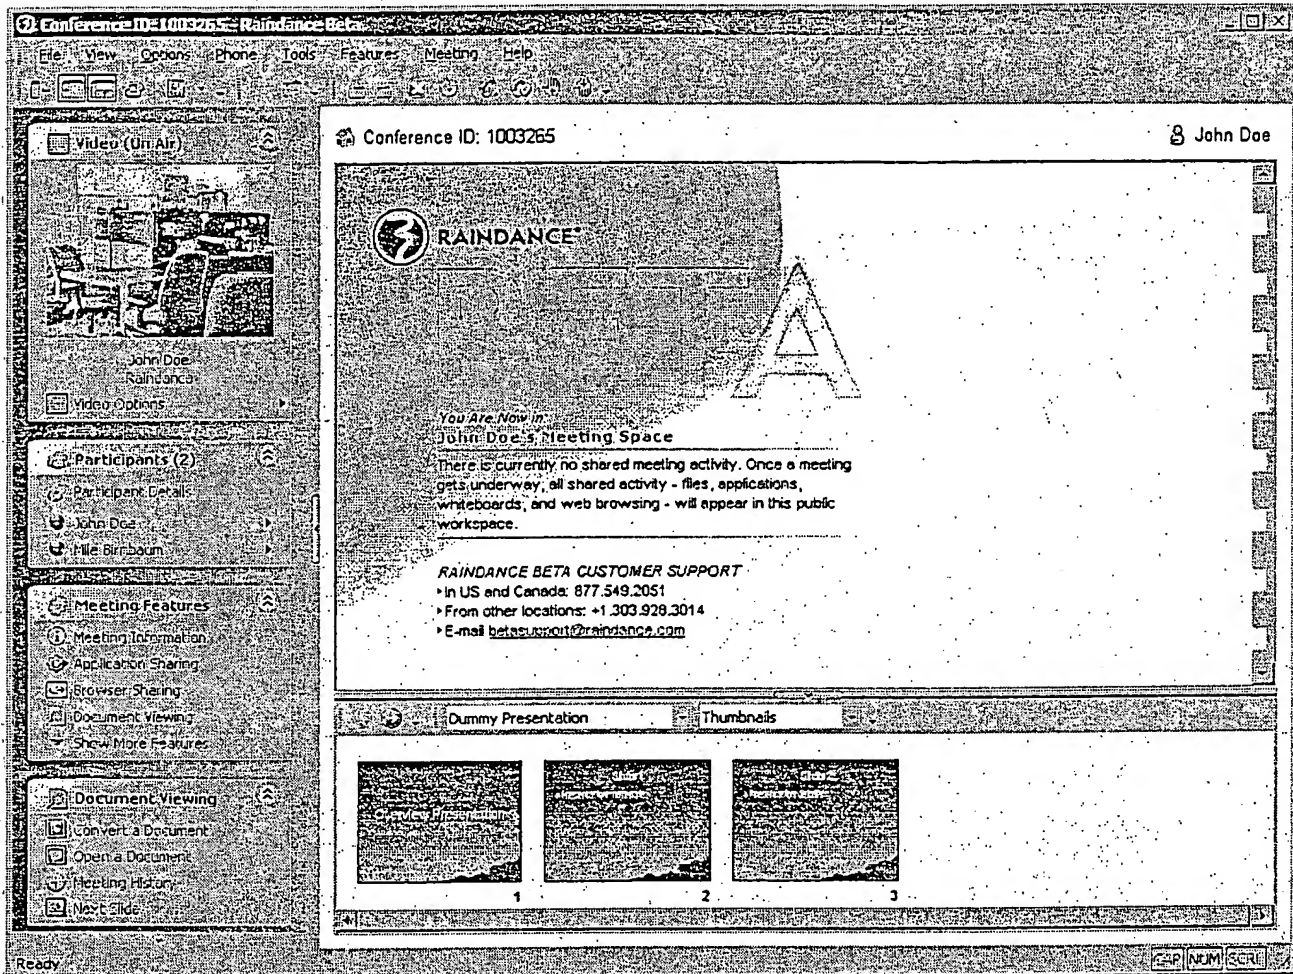 Conference ID: 1003265 - Raindance Beta
File View Options Phone Tools Features Meeting Help
Video (On Air)
John Doe
Raindance
Video Options
Participants (2)
Participant Details
John Doe
Mile Birnbaum
Meeting Features
Meeting Information
Application Sharing
Browser Sharing
Document Viewing
Show More Features
Document Viewing
Convert a Document
Open a Document
Meeting History
Next Slide
Conference ID: 1003265
John Doe
RAINDANCE
A
You Are Now in:
John Doe's Meeting Space
There is currently no shared meeting activity. Once a meeting
gets underway, all shared activity - files, applications,
whiteboards, and web browsing - will appear in this public
workspace.
RAINDANCE BETA CUSTOMER SUPPORT
In US and Canada: 877.549.2051
From other locations: +1.303.928.3014
E-mail betasupport@raindance.com
Dummy Presentation
Thumbnails
Overview Presentation
1
2
3
Ready
CAP NUM SCRL